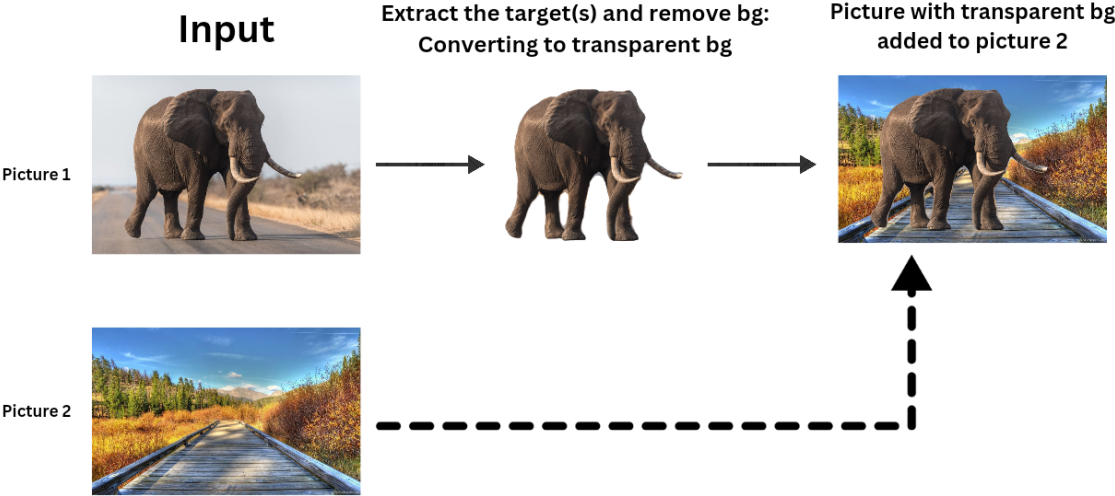 Input
Extract the target(s) and remove bg:
Converting to transparent bg
Picture with transparent bg
added to picture 2
Picture 1
Picture 2